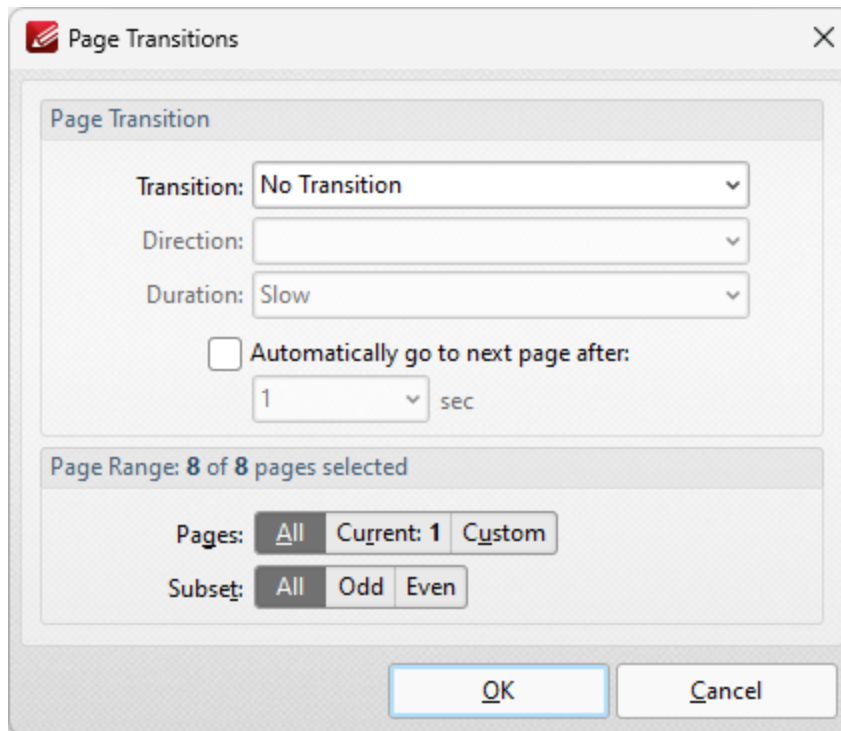 Page Transitions
Page Transition
Transition: No Transition
Direction:
Duration: Slow
Automatically go to next page after:
1 sec
Page Range: 8 of 8 pages selected
Pages: All Current: 1 Custom
Subset: All Odd Even
OK Cancel